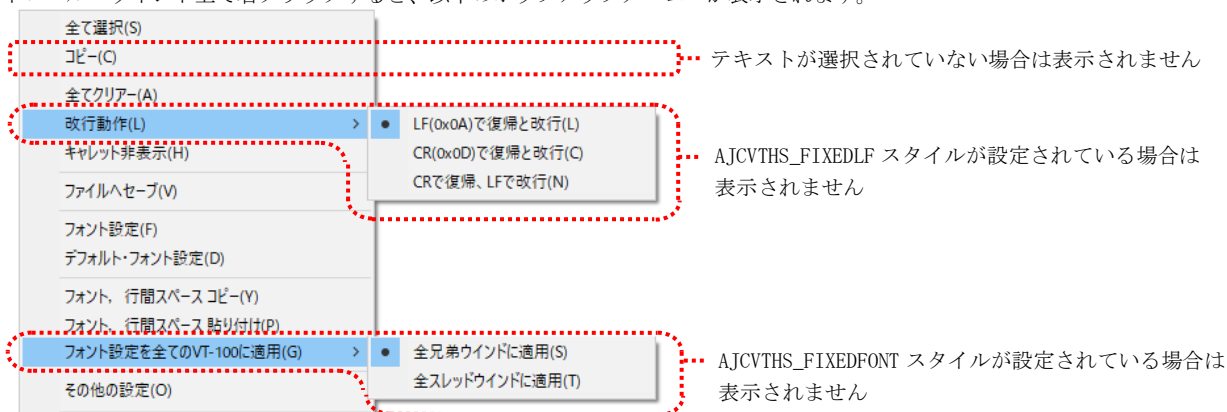 全て選択(S)
コピー(C)
テキストが選択されていない場合は表示されません
全てクリアー(A)
改行動作(L)
LF(0x0A)で復帰と改行(L)
CR(0x0D)で復帰と改行(C)
CRで復帰、LFで改行(N)
AJCVTHS_FIXEDLF スタイルが設定されている場合は
表示されません
キャレット非表示(H)
ファイルへセーブ(V)
フォント設定(F)
デフォルト・フォント設定(D)
フォント, 行間スペース コピー(Y)
フォント, 行間スペース 貼り付け(P)
フォント設定を全てのVT-100に適用(G)
全兄弟ウインドに適用(S)
全スレッドウインドに適用(T)
AJCVTHS_FIXEDFONT スタイルが設定されている場合は
表示されません
その他の設定(O)